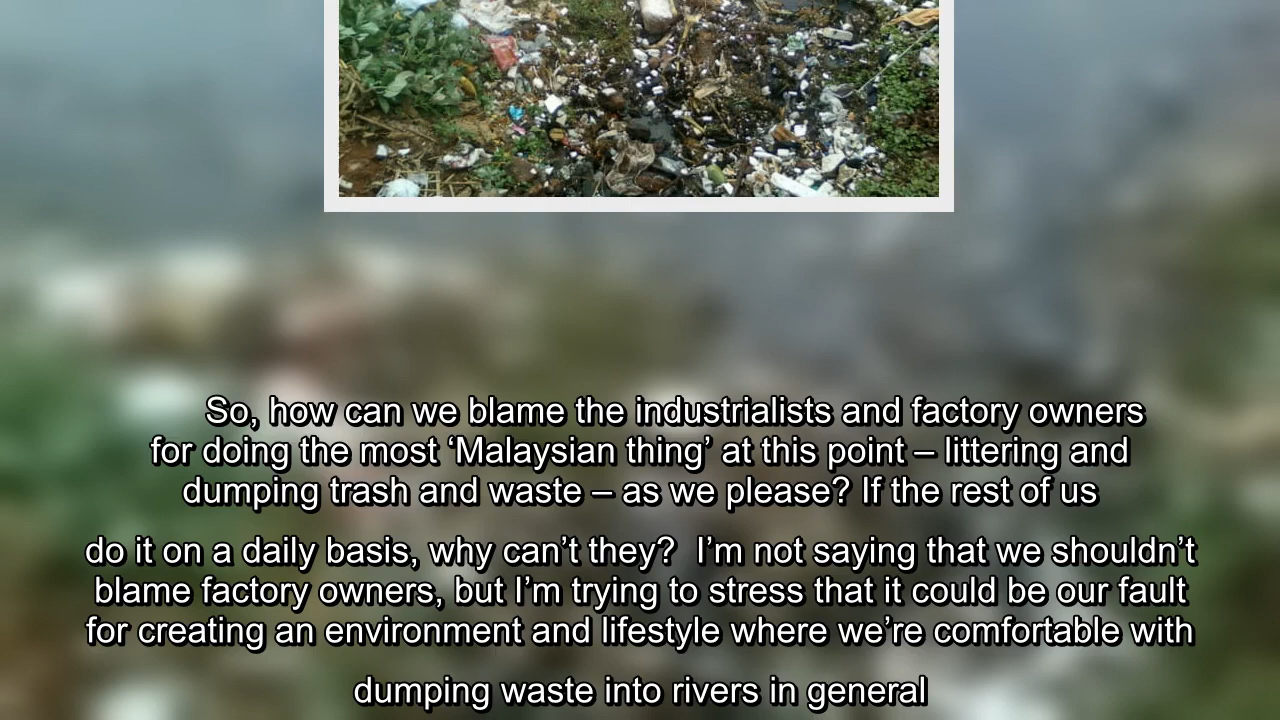 So, how can we blame the industrialists and factory owners
for doing the most ‘Malaysian thing’ at this point – littering and
dumping trash and waste – as we please? If the rest of us
do it on a daily basis, why can’t they?  I’m not saying that we shouldn’t
blame factory owners, but I’m trying to stress that it could be our fault
for creating an environment and lifestyle where we’re comfortable with
dumping waste into rivers in general